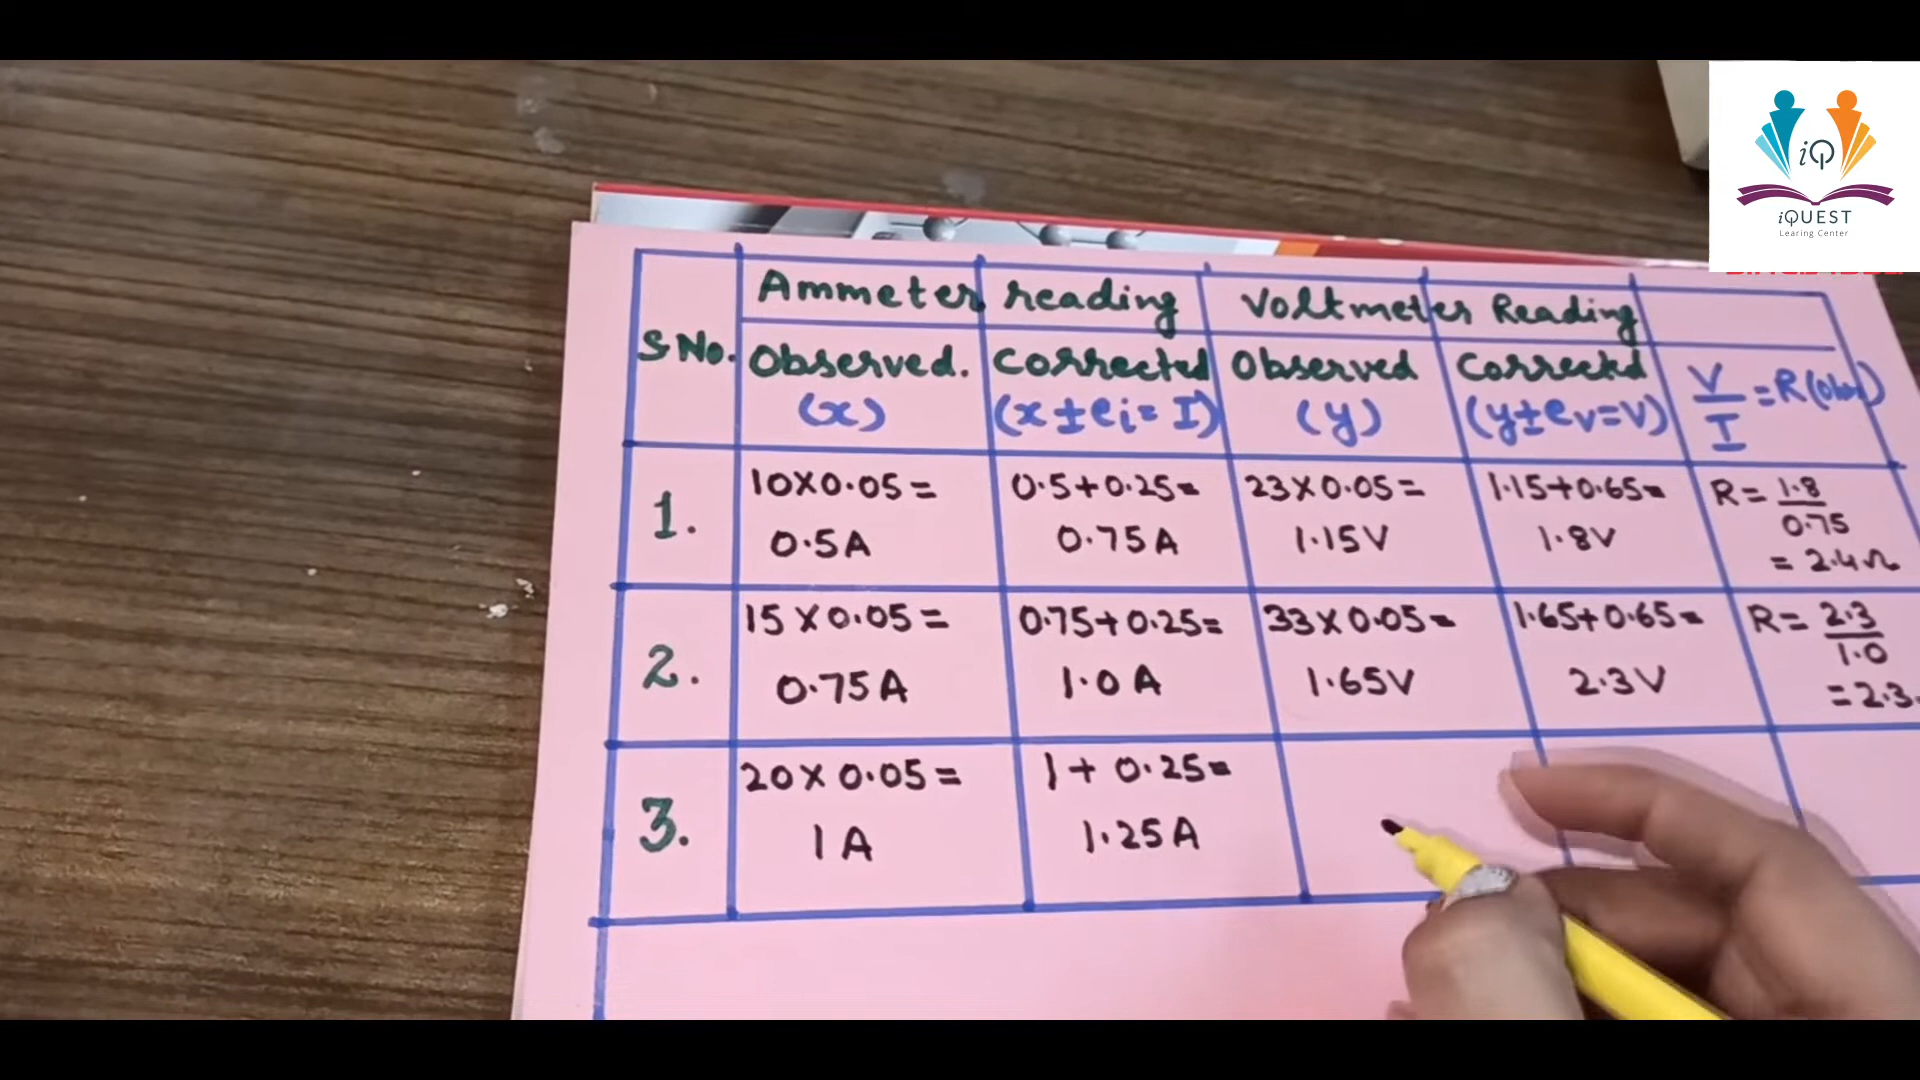 iQ
iQUEST
Learing Center
Ammeter reading
Voltmeter Reading
S No.
Observed.
(x)
Corrected
(x ± ei = I)
Observed
(y)
Corrected
(y ± ev = V)
V/I = R(obs)
1.
10×0.05=
0.5A
0.5+0.25=
0.75A
23×0.05=
1.15V
1.15+0.65=
1.8V
R= 1.8/0.75
= 2.4Ω
2.
15×0.05=
0.75A
0.75+0.25=
1.0 A
33×0.05=
1.65V
1.65+0.65=
2.3V
R= 2.3/1.0
= 2.3
3.
20×0.05=
1A
1+0.25=
1.25A